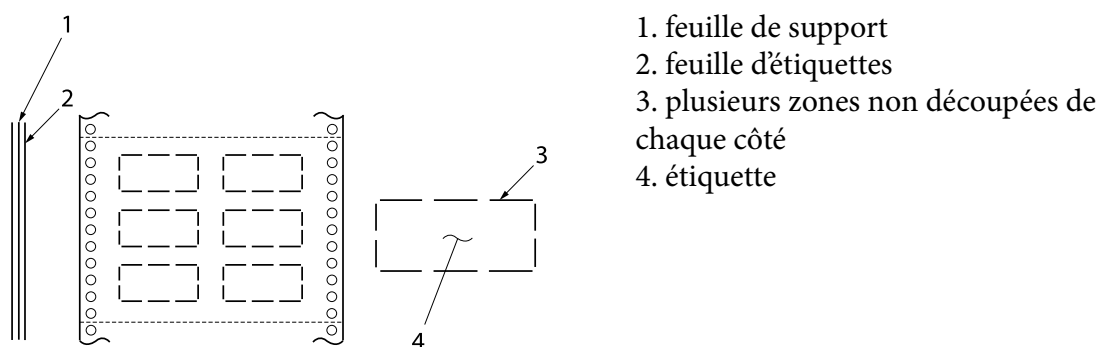 1
2
3
4
1. feuille de support
2. feuille d'étiquettes
3. plusieurs zones non découpées de
chaque côté
4. étiquette